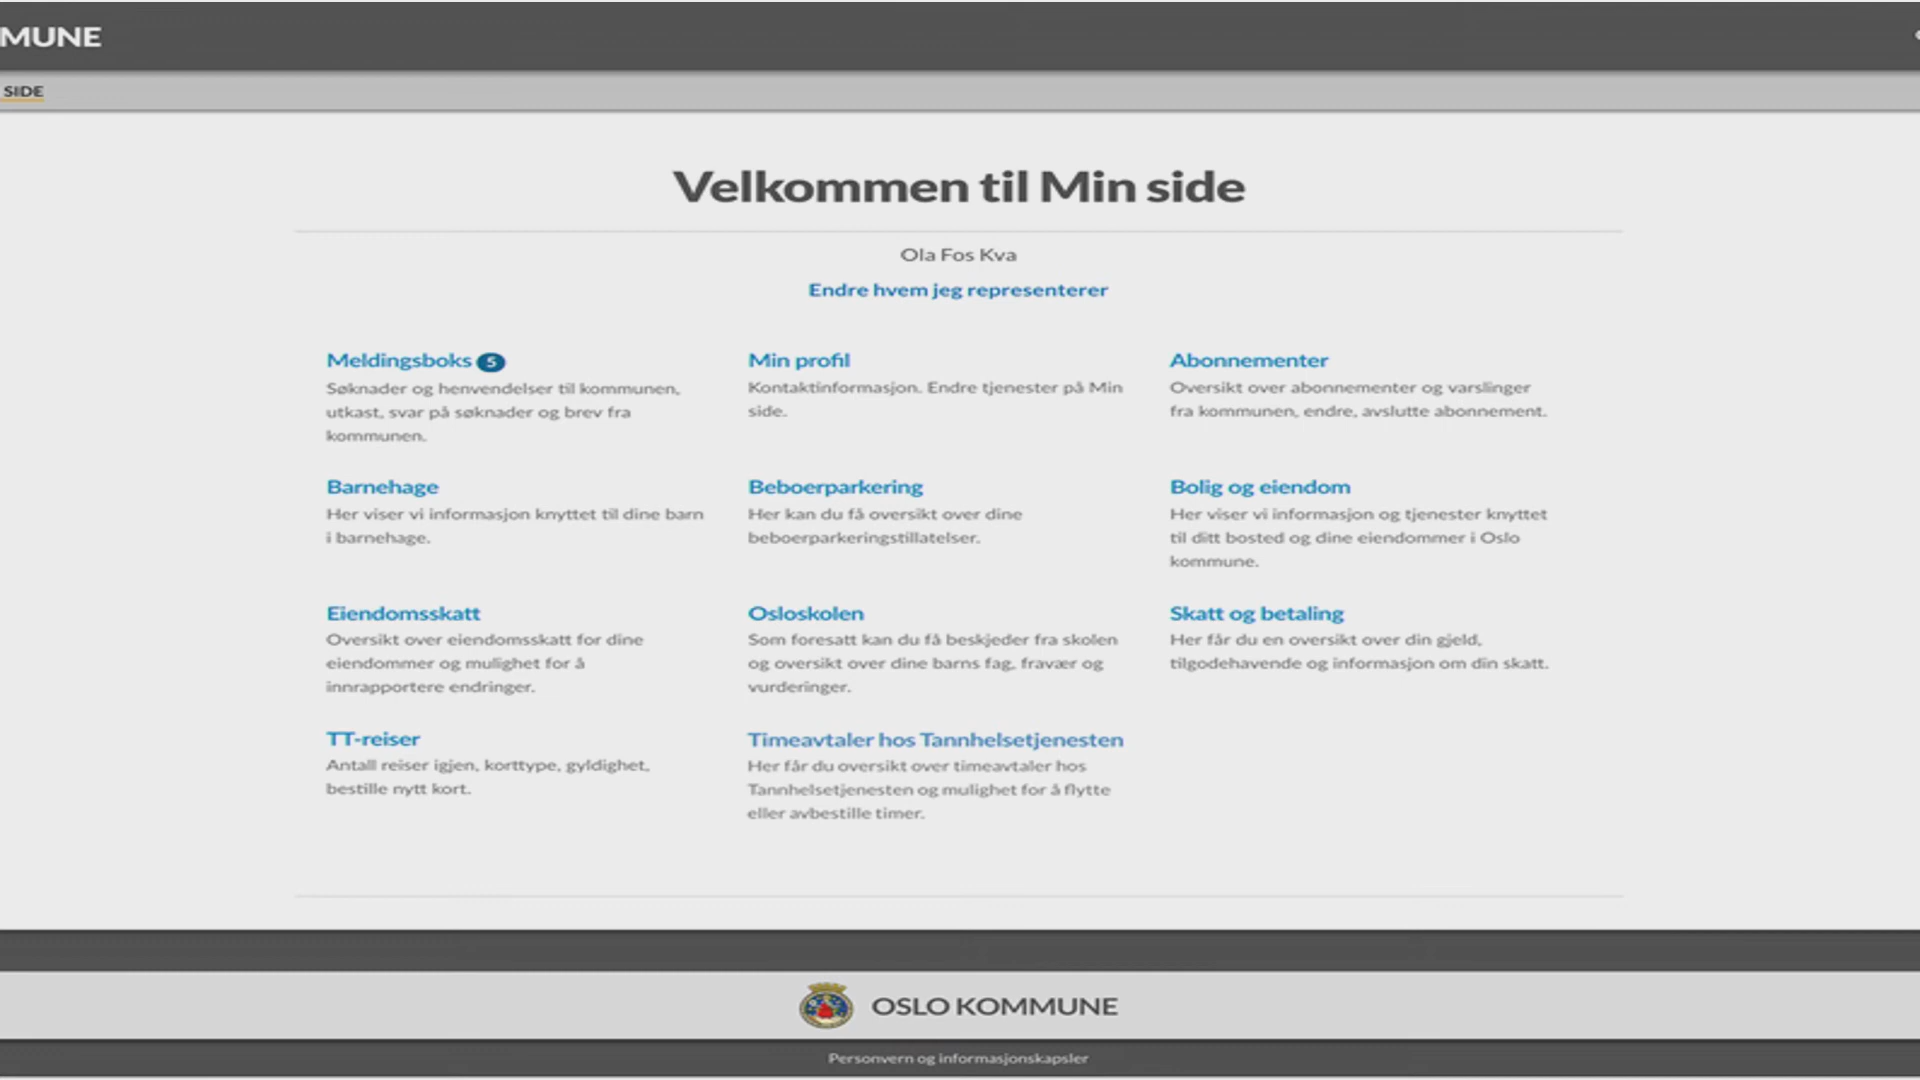 MUNE
SIDE
Velkommen til Min side
Ola Fos Kva
Endre hvem jeg representerer
Meldingsboks 5
Søknader og henvendelser til kommunen,
utkast, svar på søknader og brev fra
kommunen.
Min profil
Kontaktinformasjon. Endre tjenester på Min
side.
Abonnementer
Oversikt over abonnementer og varslinger
fra kommunen, endre, avslutte abonnement.
Barnehage
Her viser vi informasjon knyttet til dine barn
i barnehage.
Beboerparkering
Her kan du få oversikt over dine
beboerparkeringstillatelser.
Bolig og eiendom
Her viser vi informasjon og tjenester knyttet
til ditt bosted og dine eiendommer i Oslo
kommune.
Eiendomsskatt
Oversikt over eiendomsskatt for dine
eiendommer og mulighet for å
innrapportere endringer.
Osloskolen
Som foresatt kan du få beskjeder fra skolen
og oversikt over dine barns fag, fravær og
vurderinger.
Skatt og betaling
Her får du en oversikt over din gjeld,
tilgodehavende og informasjon om din skatt.
TT-reiser
Antall reiser igjen, korttype, gyldighet,
bestille nytt kort.
Timeavtaler hos Tannhelsetjenesten
Her får du oversikt over timeavtaler hos
Tannhelsetjenesten og mulighet for å flytte
eller avbestille timer.
OSLO KOMMUNE
Personvern og informasjonskapsler